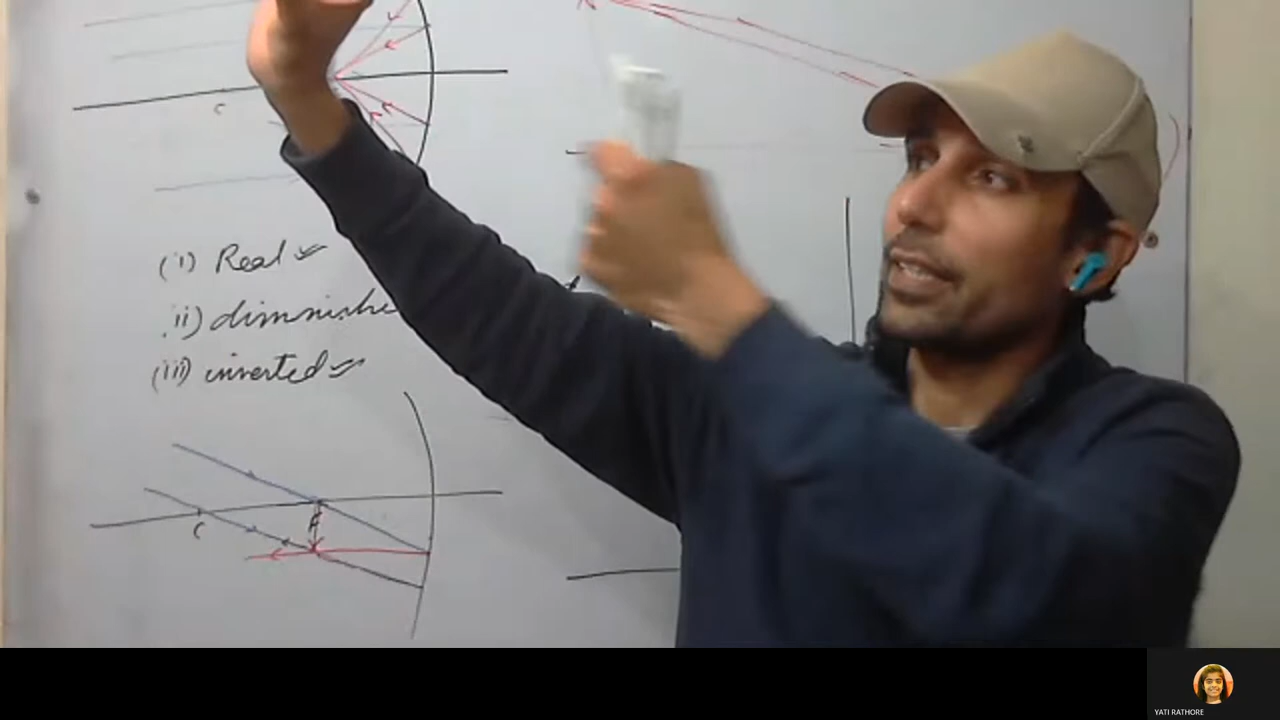 C
(i) Real
ii) diminishe
(iii) inverted
C
F
YATI RATHORE